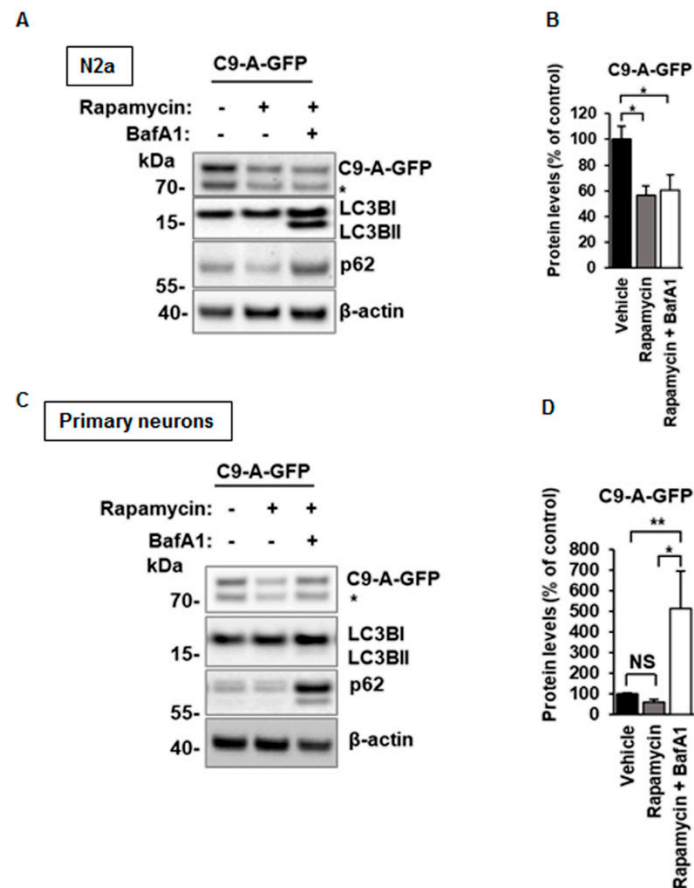 A
N2a
C9-A-GFP
Rapamycin: - + +
BafA1: - - +
kDa
C9-A-GFP
70-
*
LC3BI
15-
LC3BII
p62
55-
40-
β-actin
B
C9-A-GFP
*
*
Protein levels (% of control)
120
100
80
60
40
20
0
Vehicle
Rapamycin
Rapamycin + BafA1
C
Primary neurons
C9-A-GFP
Rapamycin: - + +
BafA1: - - +
kDa
C9-A-GFP
70-
*
LC3BI
15-
LC3BII
p62
55-
40-
β-actin
D
C9-A-GFP
**
*
NS
Protein levels (% of control)
800
700
600
500
400
300
200
100
0
Vehicle
Rapamycin
Rapamycin + BafA1